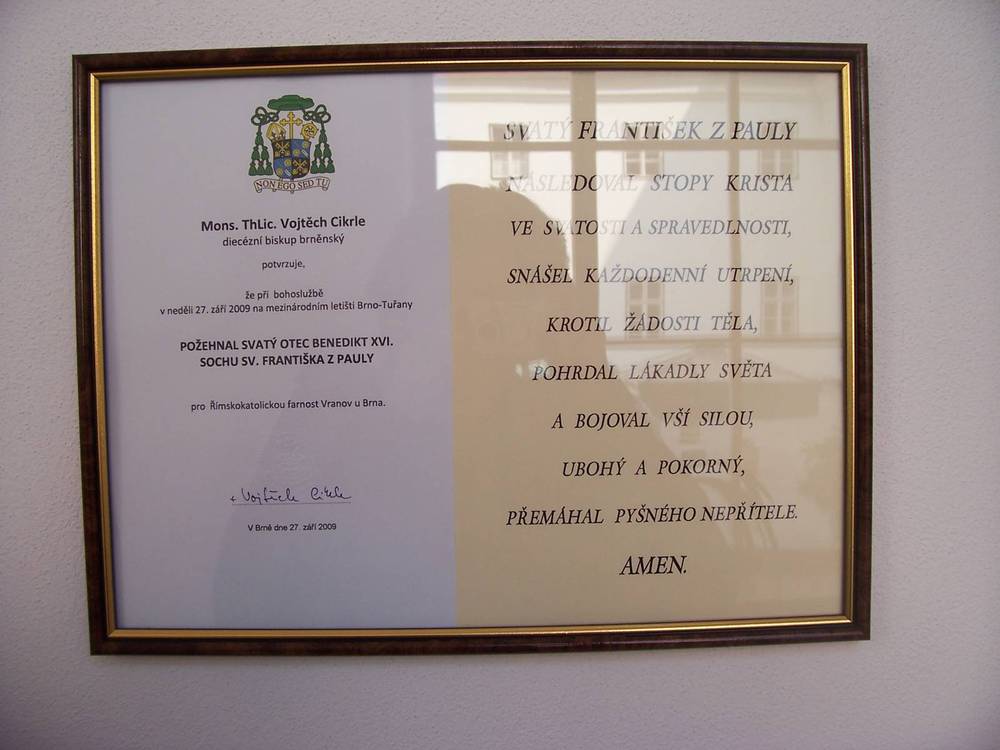 NON EGO SED TU
Mons. ThLic. Vojtěch Cikrle
diecézní biskup brněnský
potvrzuje,
že při bohoslužbě
v neděli 27. září 2009 na mezinárodním letišti Brno-Tuřany
POŽEHNAL SVATÝ OTEC BENEDIKT XVI.
SOCHU SV. FRANTIŠKA Z PAULY
pro Římskokatolickou farnost Vranov u Brna.
+ Vojtěch Cikrle
V Brně dne 27. září 2009
SVATÝ FRANTIŠEK Z PAULY
NÁSLEDOVAL STOPY KRISTA
VE SVATOSTI A SPRAVEDLNOSTI,
SNÁŠEL KAŽDODENNÍ UTRPENÍ,
KROTIL ŽÁDOSTI TĚLA,
POHRDAL LÁKADLY SVĚTA
A BOJOVAL VŠÍ SILOU,
UBOHÝ A POKORNÝ,
PŘEMÁHAL PYŠNÉHO NEPŘÍTELE.
AMEN.